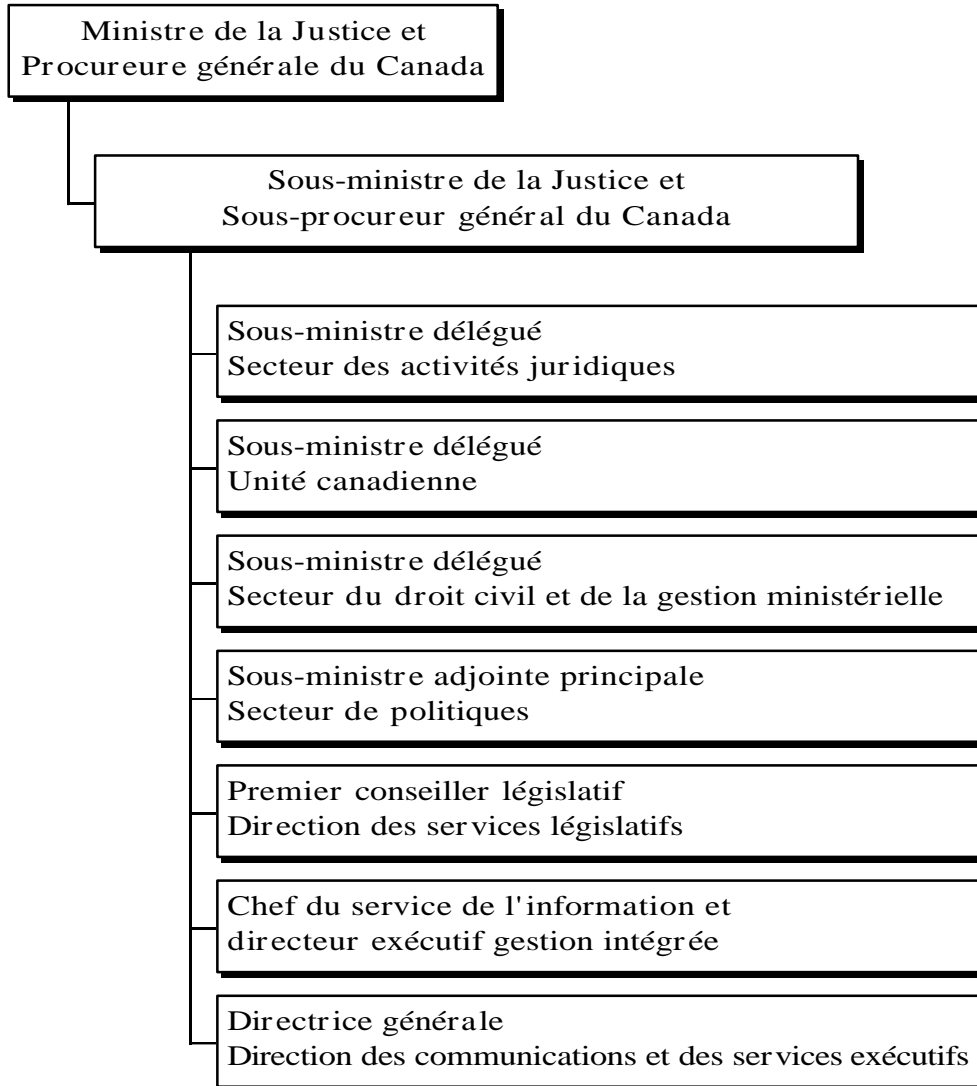 Ministre de la Justice et
Procureure générale du Canada
Sous-ministre de la Justice et
Sous-procureur général du Canada
Sous-ministre délégué
Secteur des activités juridiques
Sous-ministre délégué
Unité canadienne
Sous-ministre délégué
Secteur du droit civil et de la gestion ministérielle
Sous-ministre adjointe principale
Secteur de politiques
Premier conseiller législatif
Direction des services législatifs
Chef du service de l'information et
directeur exécutif gestion intégrée
Directrice générale
Direction des communications et des services exécutifs